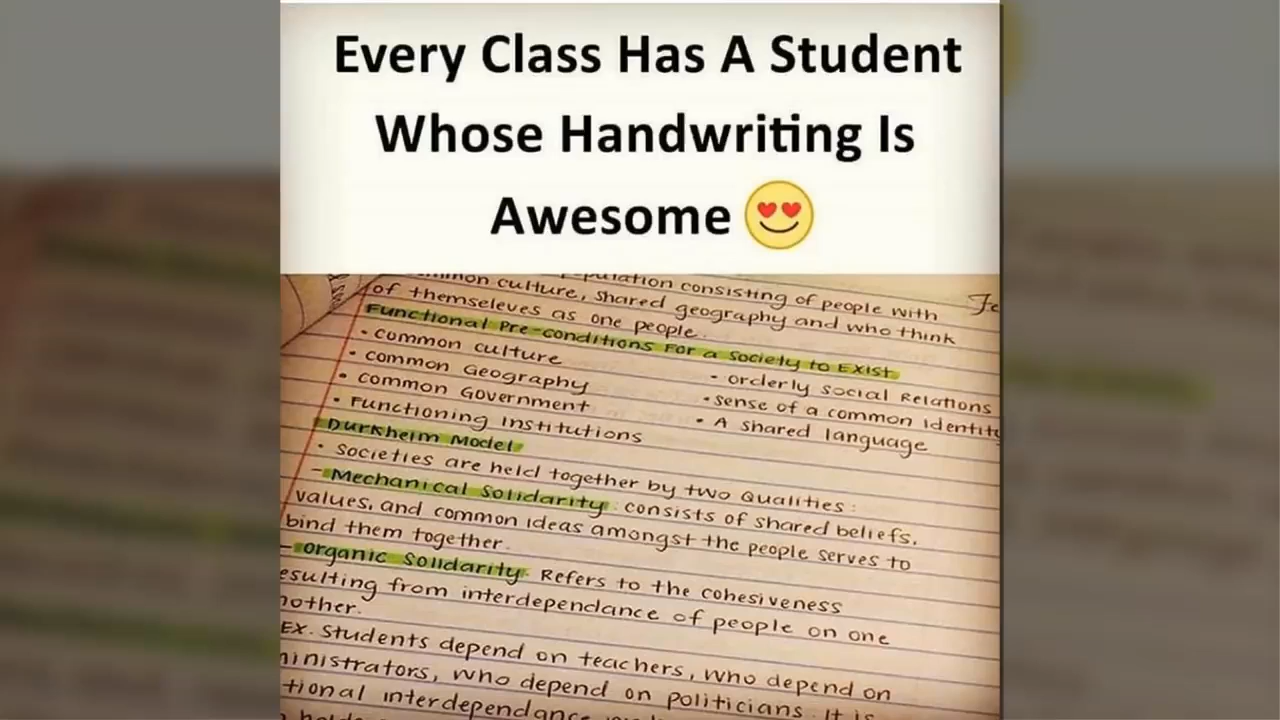 Every Class Has A Student
Whose Handwriting Is
Awesome 😍
consisting of people with
culture, shared geography and who think
of themseleves as one people.
Functional Pre-conditions For a Society to Exist
• common culture
• common Geography
• common Government
• Functioning Institutions
• orderly social Relations
• sense of a common Identity
• A shared language
Durkheim Model
• Societies are held together by two Qualities:
- Mechanical Solidarity: consists of shared beliefs,
values, and common ideas amongst the people serves to
bind them together.
- organic Solidarity: Refers to the cohesiveness
esulting from interdependance of people on one
nother.
EX. Students depend on teachers, who depend on
ministrators, who depend on politicians. It is
tional interdependance